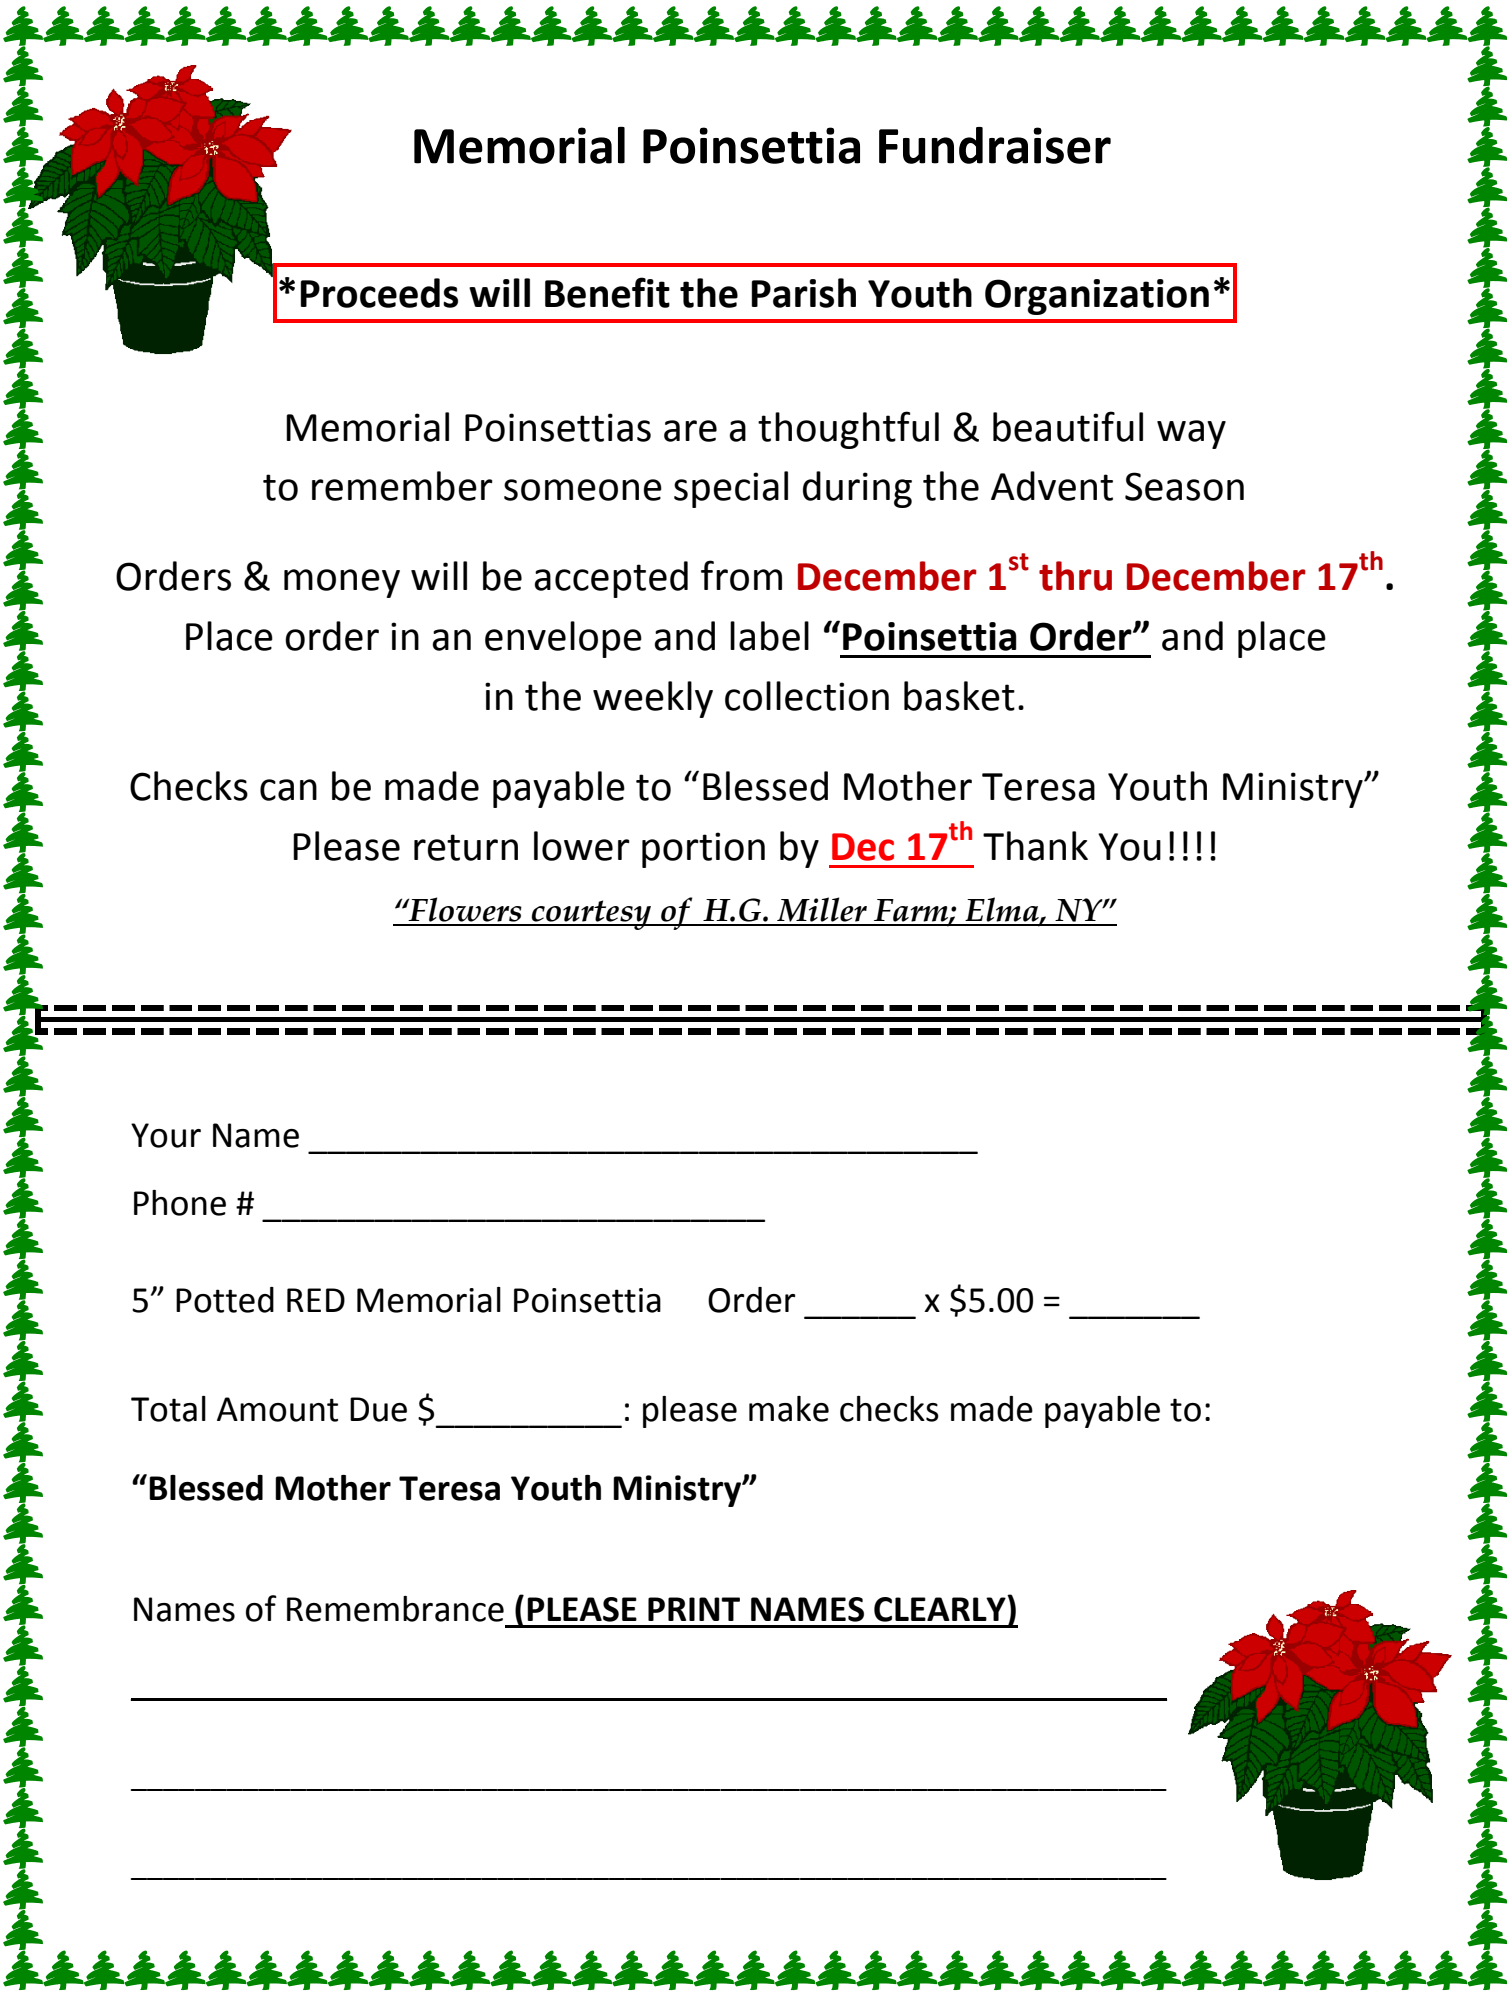 Memorial Poinsettia Fundraiser
*Proceeds will Benefit the Parish Youth Organization*
Memorial Poinsettias are a thoughtful & beautiful way
to remember someone special during the Advent Season
Orders & money will be accepted from December 1st thru December 17th.
Place order in an envelope and label “Poinsettia Order” and place
in the weekly collection basket.
Checks can be made payable to “Blessed Mother Teresa Youth Ministry”
Please return lower portion by Dec 17th Thank You!!!!
“Flowers courtesy of H.G. Miller Farm; Elma, NY”
Your Name ____________________________________
Phone # ___________________________
5” Potted RED Memorial Poinsettia Order ______ x $5.00 = _______
Total Amount Due $__________: please make checks made payable to:
“Blessed Mother Teresa Youth Ministry”
Names of Remembrance (PLEASE PRINT NAMES CLEARLY)